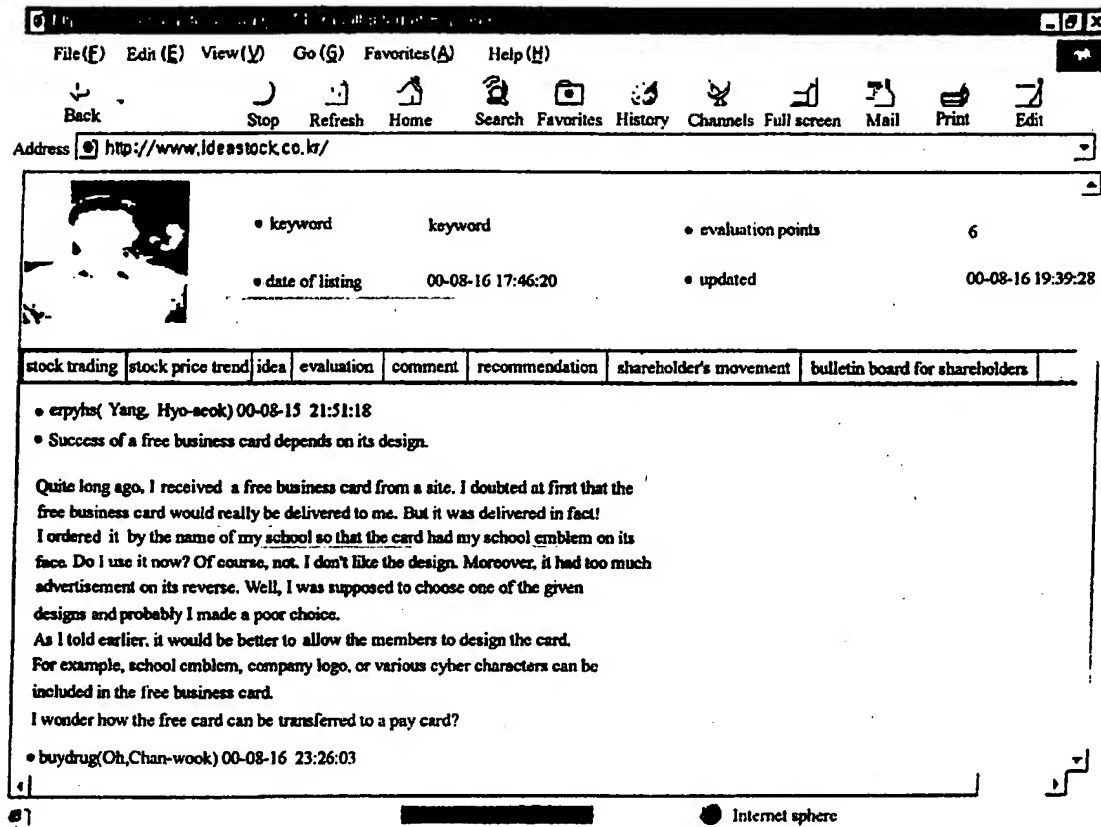 File(F) Edit (E) View(V) Go (G) Favorites(A) Help (H)
Back Stop Refresh Home Search Favorites History Channels Full screen Mail Print Edit
Address http://www.ideastock.co.kr/
• keyword keyword • evaluation points 6
• date of listing 00-08-16 17:46:20 • updated 00-08-16 19:39:28
stock trading stock price trend idea evaluation comment recommendation shareholder's movement bulletin board for shareholders
• erpyhs( Yang, Hyo-seok) 00-08-15 21:51:18
• Success of a free business card depends on its design.
Quite long ago, I received a free business card from a site. I doubted at first that the
free business card would really be delivered to me. But it was delivered in fact!
I ordered it by the name of my school so that the card had my school emblem on its
face. Do I use it now? Of course, not. I don't like the design. Moreover, it had too much
advertisement on its reverse. Well, I was supposed to choose one of the given
designs and probably I made a poor choice.
As I told earlier, it would be better to allow the members to design the card.
For example, school emblem, company logo, or various cyber characters can be
included in the free business card.
I wonder how the free card can be transferred to a pay card?
• buydrug(Oh,Chan-wook) 00-08-16 23:26:03
Internet sphere